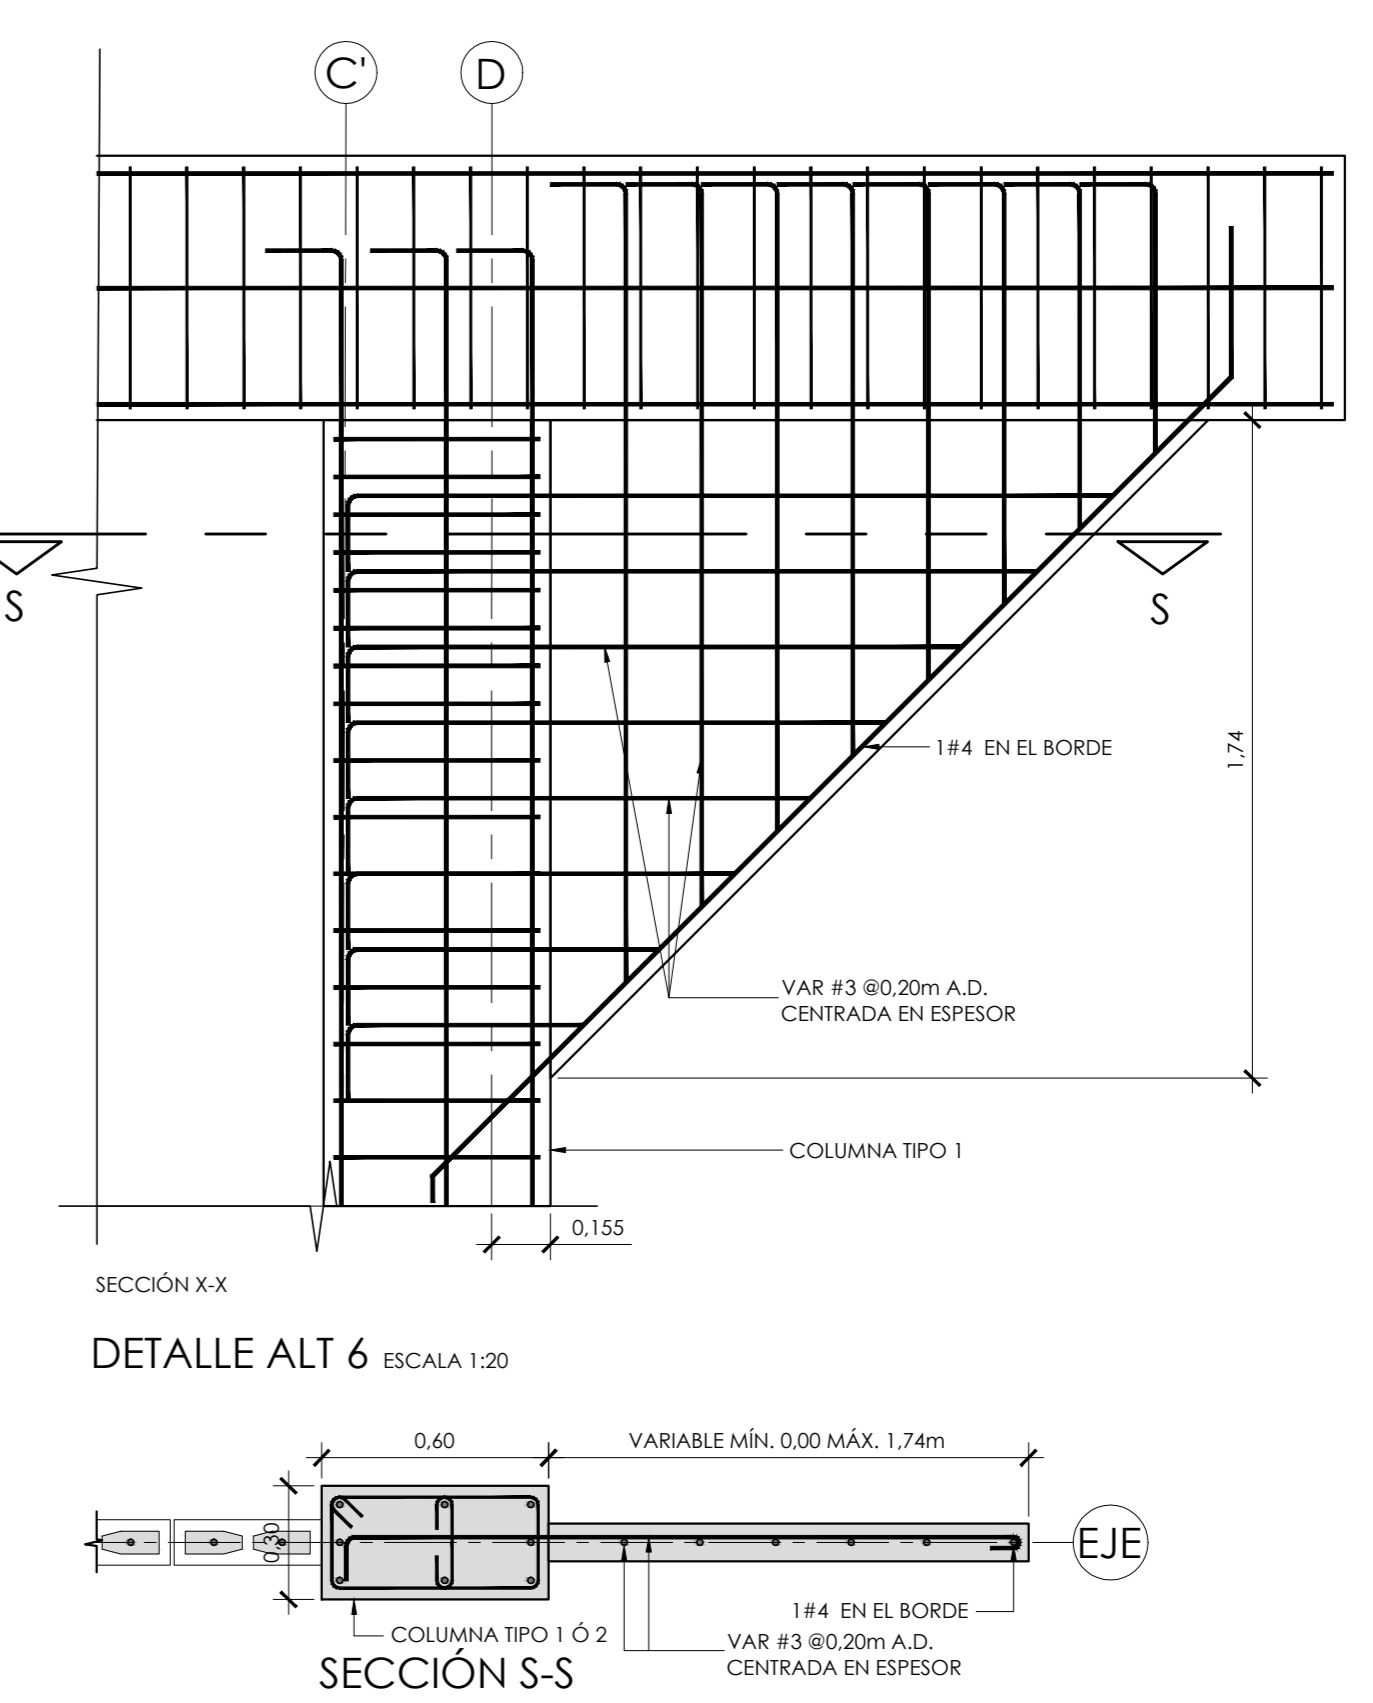 C'
D
S
S
1#4 EN EL BORDE
1,74
VAR #3 @0,20m A.D.
CENTRADA EN ESPESOR
COLUMNA TIPO 1
0,155
SECCIÓN X-X
DETALLE ALT 6 ESCALA 1:20
0,60
VARIABLE MÍN. 0,00 MÁX. 1,74m
0,30
EJE
1#4 EN EL BORDE
COLUMNA TIPO 1 Ó 2
VAR #3 @0,20m A.D.
CENTRADA EN ESPESOR
SECCIÓN S-S